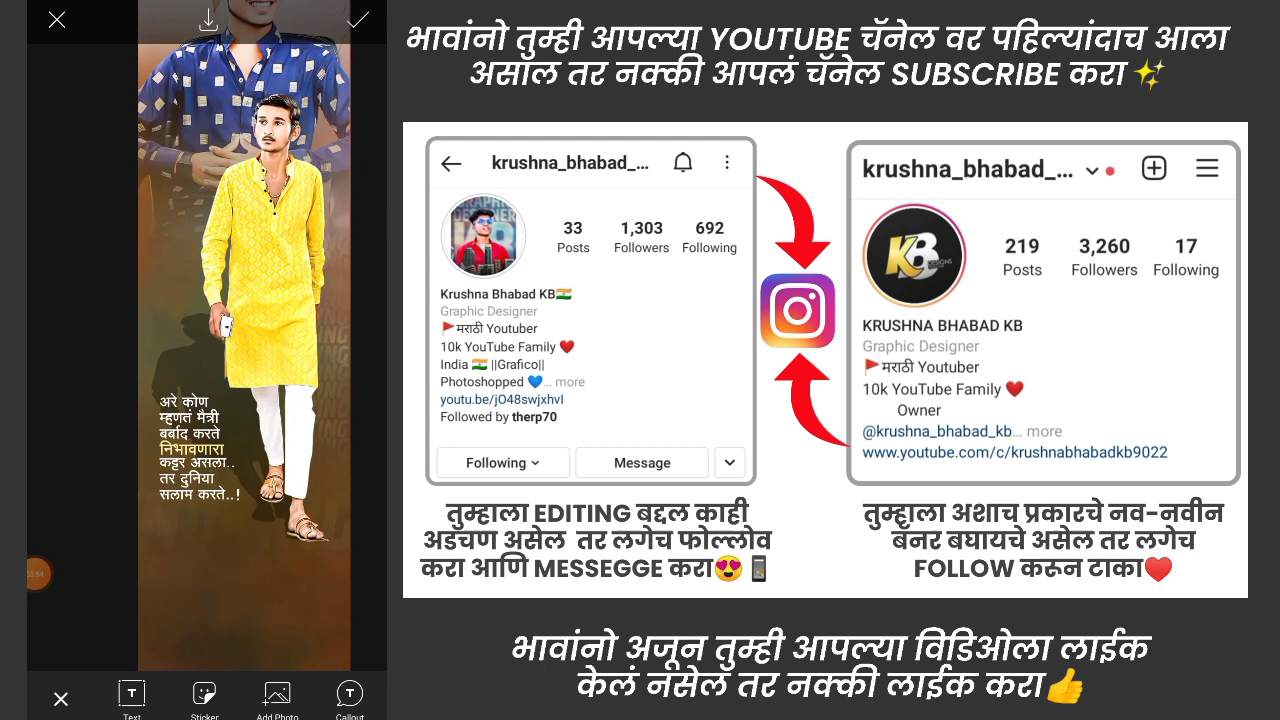 भावांनो तुम्ही आपल्या YOUTUBE चॅनेल वर पहिल्यांदाच आला
असाल तर नक्की आपलं चॅनेल SUBSCRIBE करा ✨
अरे कोण
म्हणतं मैत्री
बर्बाद करते
निभावणारा
कट्टर असला..
तर दुनिया
सलाम करते..!
03:54
Text
Sticker
Add Photo
Callout
krushna_bhabad_...
33
1,303
692
Posts
Followers
Following
Krushna Bhabad KB🇮🇳
Graphic Designer
🚩मराठी Youtuber
10k YouTube Family ❤️
India 🇮🇳 ||Grafico||
Photoshopped 💙... more
youtu.be/jO48swjxhvI
Followed by therp70
Following
Message
krushna_bhabad_...
KB
DESIGNS
219
3,260
17
Posts
Followers
Following
KRUSHNA BHABAD KB
Graphic Designer
🚩मराठी Youtuber
10k YouTube Family ❤️
Owner
@krushna_bhabad_kb... more
www.youtube.com/c/krushnabhabadkb9022
तुम्हाला EDITING बद्दल काही
अडचण असेल तर लगेच फोल्लोव
करा आणि MESSEGGE करा😍📱
तुम्हाला अशाच प्रकारचे नव-नवीन
बॅनर बघायचे असेल तर लगेच
FOLLOW करून टाका❤️
भावांनो अजून तुम्ही आपल्या विडिओला लाईक
केलं नसेल तर नक्की लाईक करा👍